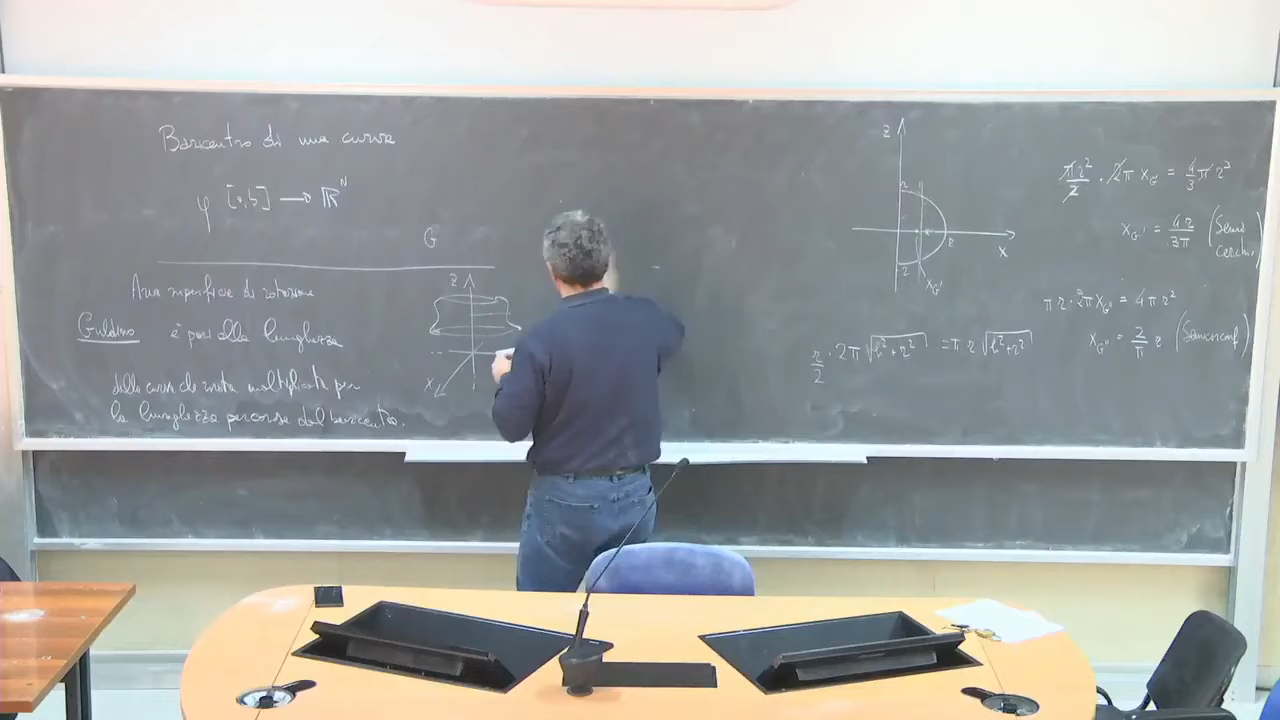 Baricentro di una curva
φ [a,b] → ℝᴺ
G
Area superficie di rotazione
Guldino è pari alla lunghezza
della curva che ruota moltiplicata per
la lunghezza percorsa dal baricentro.
z
x
z
r
r
x
-r
x_G'
r/2 · 2π √(h²+r²) = π r √(h²+r²)
πr²/2 · 2π x_G' = 4/3 π r³
x_G' = 4r/3π (Semi
cerchio)
π r · 2π x_G'' = 4π r²
x_G'' = 2/π r (Semicirconf)